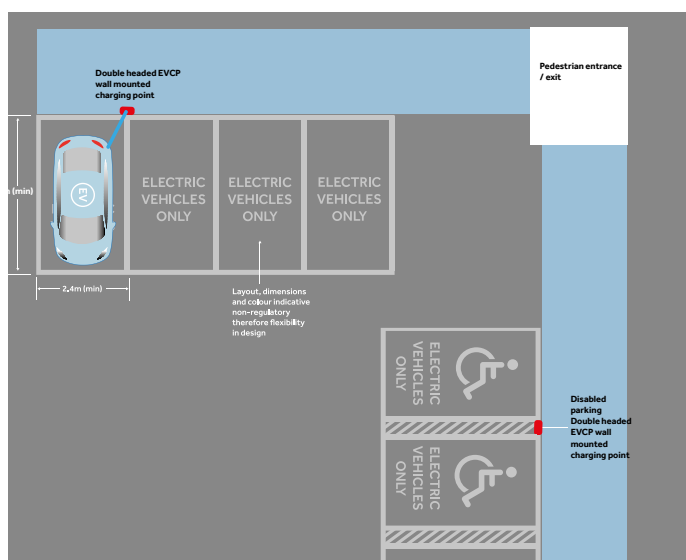 Double headed EVCP
wall mounted
charging point
Pedestrian entrance
/ exit
m (min)
EV
ELECTRIC
VEHICLES
ONLY
ELECTRIC
VEHICLES
ONLY
ELECTRIC
VEHICLES
ONLY
2.4m (min)
Layout, dimensions
and colour indicative
non-regulatory
therefore flexibility
in design
ELECTRIC
VEHICLES
ONLY
Disabled
parking
Double headed
EVCP wall
mounted
charging point
ELECTRIC
VEHICLES
ONLY